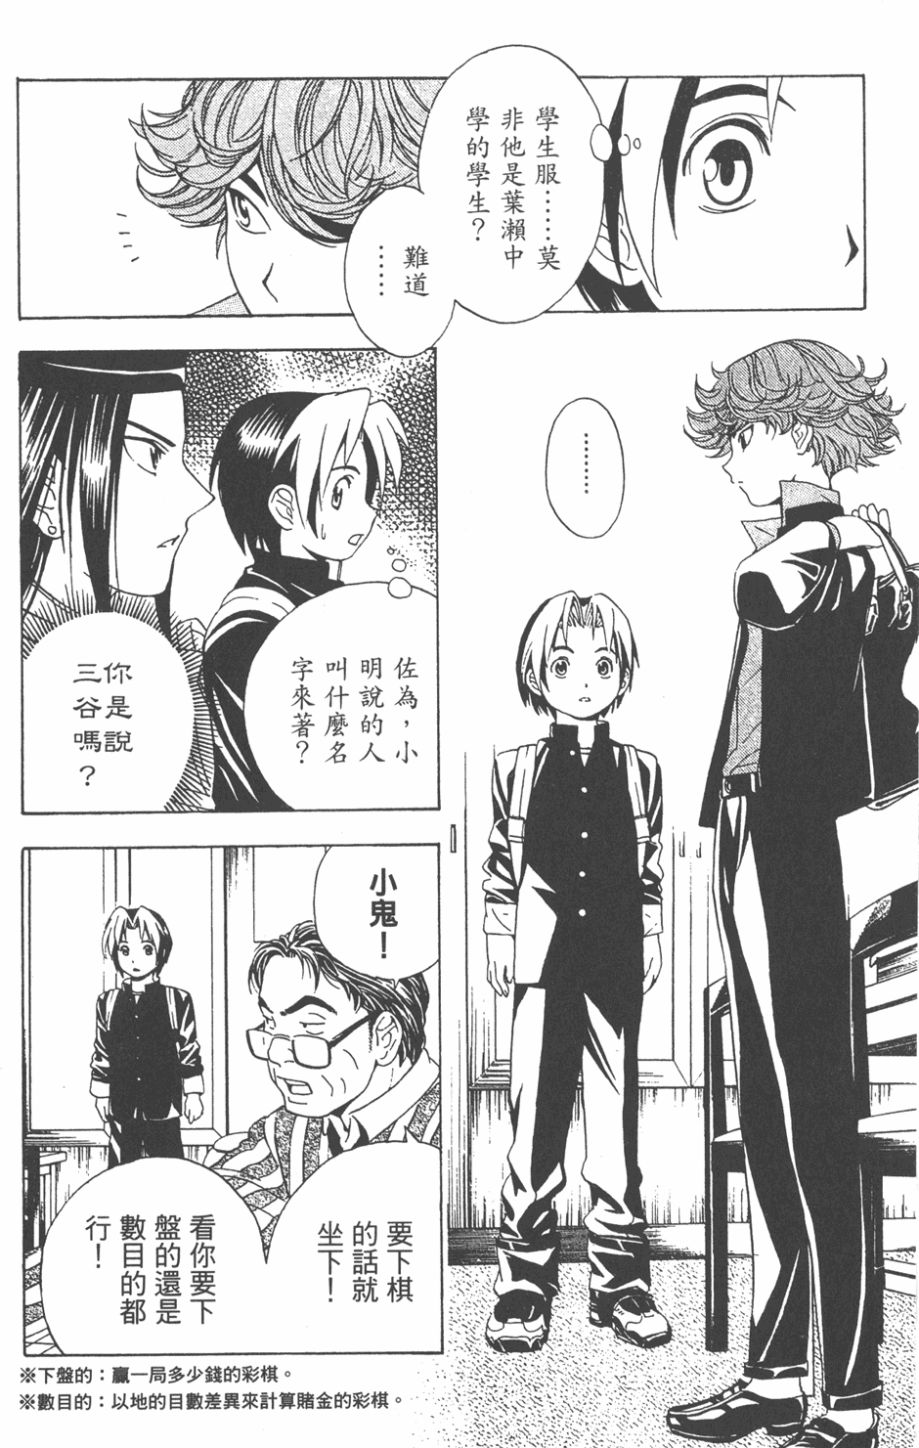 學生服……莫
非他是葉瀨中
學的學生？
難道
……
………
佐為，小
明說的人
叫什麼名
字來著？
你是說
三谷嗎？
小鬼！
要下棋
的話就
坐下！
看你要下
盤的還是
數目的都
行！
※下盤的：贏一局多少錢的彩棋。
※數目的：以地的目數差異來計算賭金的彩棋。